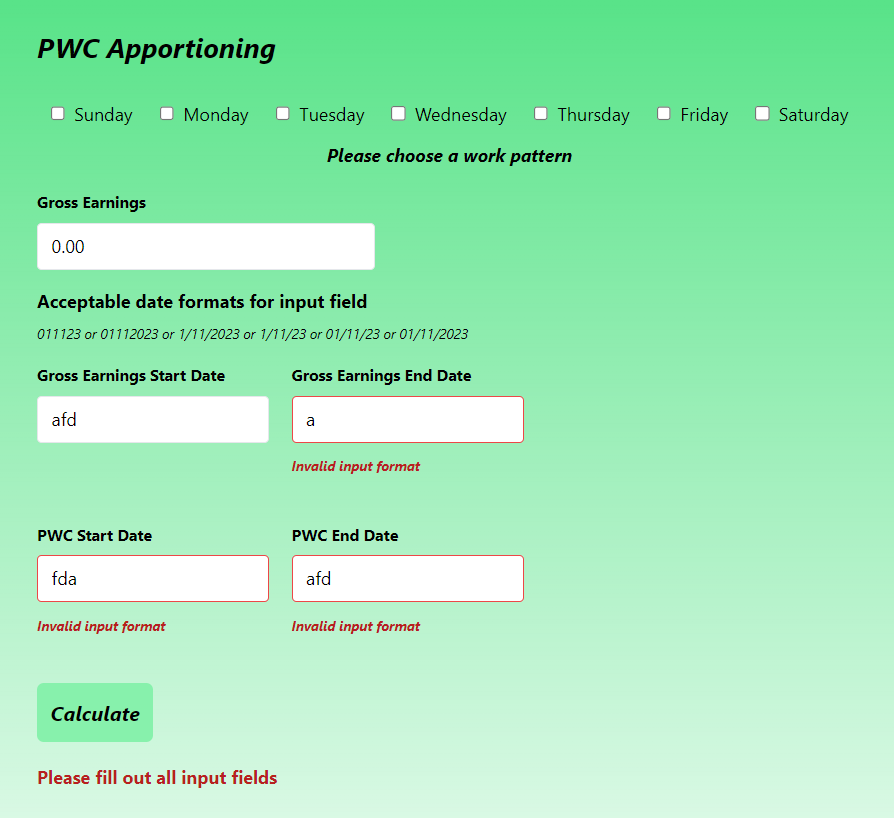 PWC Apportioning
Sunday Monday Tuesday Wednesday Thursday Friday Saturday
Please choose a work pattern
Gross Earnings
0.00
Acceptable date formats for input field
011123 or 01112023 or 1/11/2023 or 1/11/23 or 01/11/23 or 01/11/2023
Gross Earnings Start Date Gross Earnings End Date
afd a
Invalid input format
PWC Start Date PWC End Date
fda afd
Invalid input format Invalid input format
Calculate
Please fill out all input fields